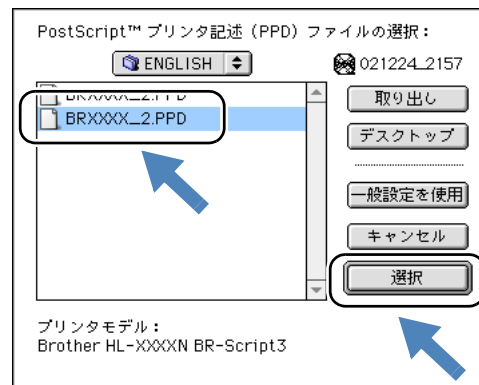 PostScript™ プリンタ記述（PPD）ファイルの選択：
ENGLISH
021224_2157
BRXXXX_2.PPD
BRXXXX_2.PPD
取り出し
デスクトップ
一般設定を使用
キャンセル
選択
プリンタモデル：
Brother HL-XXXXN BR-Script3